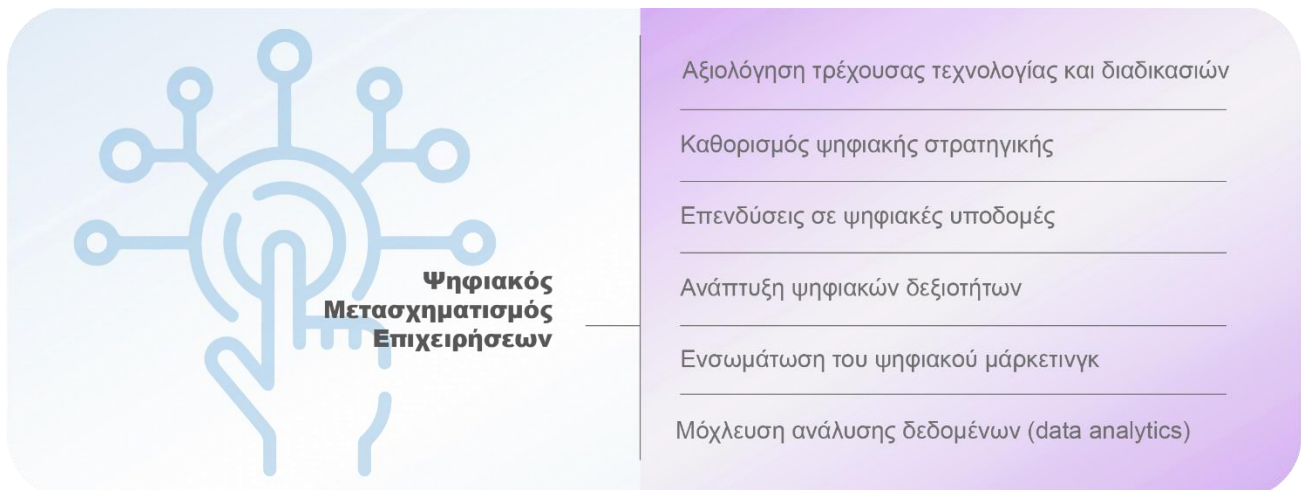 Ψηφιακός
Μετασχηματισμός
Επιχειρήσεων
Αξιολόγηση τρέχουσας τεχνολογίας και διαδικασιών
Καθορισμός ψηφιακής στρατηγικής
Επενδύσεις σε ψηφιακές υποδομές
Ανάπτυξη ψηφιακών δεξιοτήτων
Ενσωμάτωση του ψηφιακού μάρκετινγκ
Μόχλευση ανάλυσης δεδομένων (data analytics)